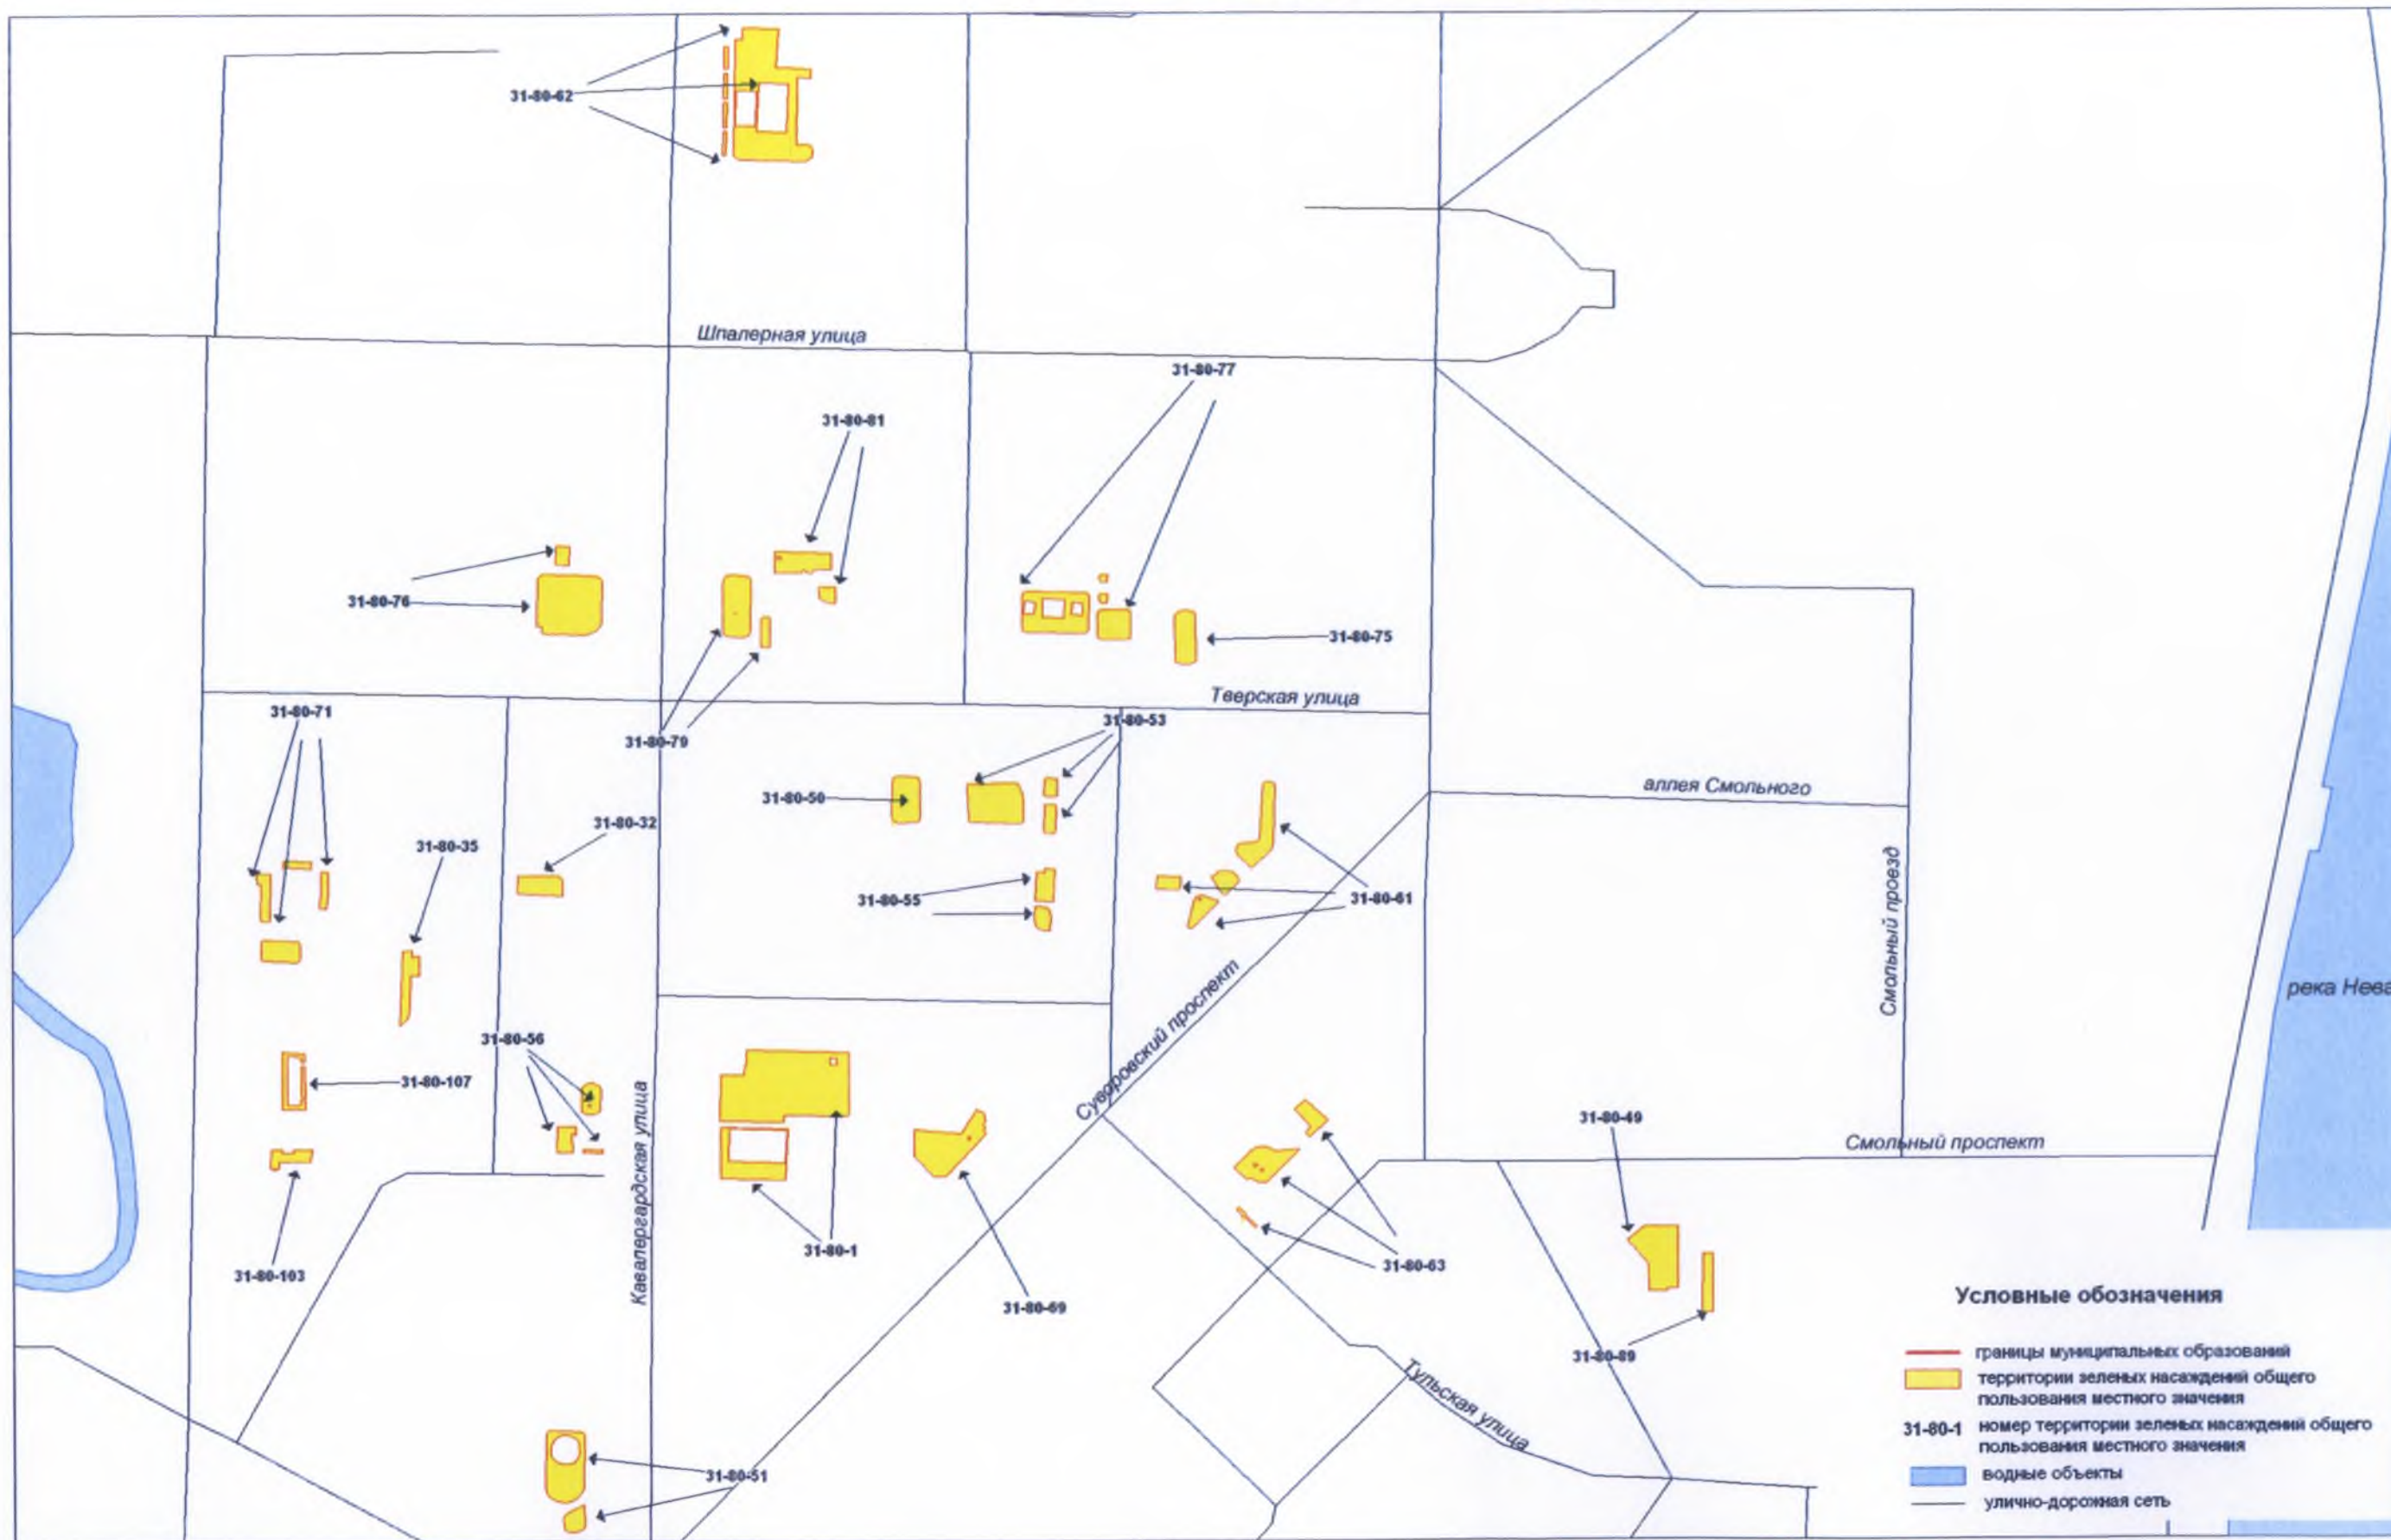 31-80-62
Шпалерная улица
31-80-77
31-80-81
31-80-76
31-80-75
Тверская улица
31-80-71
31-80-53
31-80-79
аллея Смольного
31-80-50
31-80-32
31-80-35
31-80-55
31-80-61
Смольный проезд
река Нева
Суворовский проспект
31-80-56
31-80-107
Кавалергардская улица
31-80-49
Смольный проспект
31-80-1
31-80-63
31-80-103
31-80-69
31-80-89
Тульская улица
31-80-51
Условные обозначения
границы муниципальных образований
территории зеленых насаждений общего
пользования местного значения
31-80-1 номер территории зеленых насаждений общего
пользования местного значения
водные объекты
улично-дорожная сеть